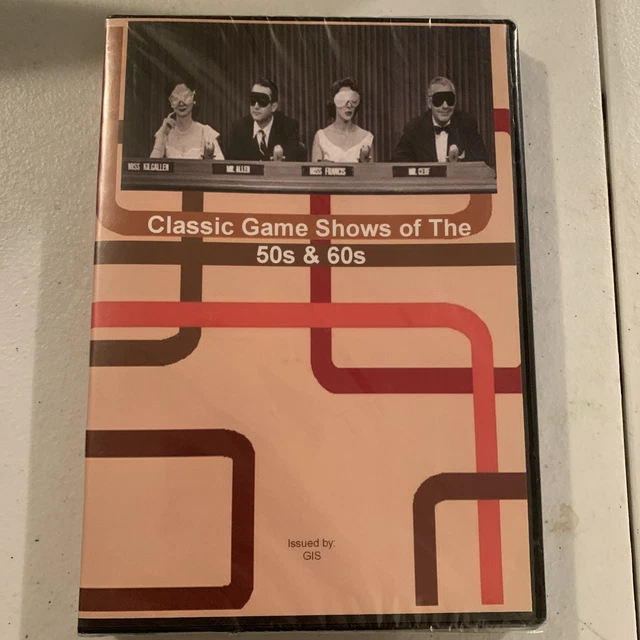 MISS KILGALLEN
MR. ALLEN
MISS FRANCIS
MR. CERF
Classic Game Shows of The
50s & 60s
Issued by:
GIS